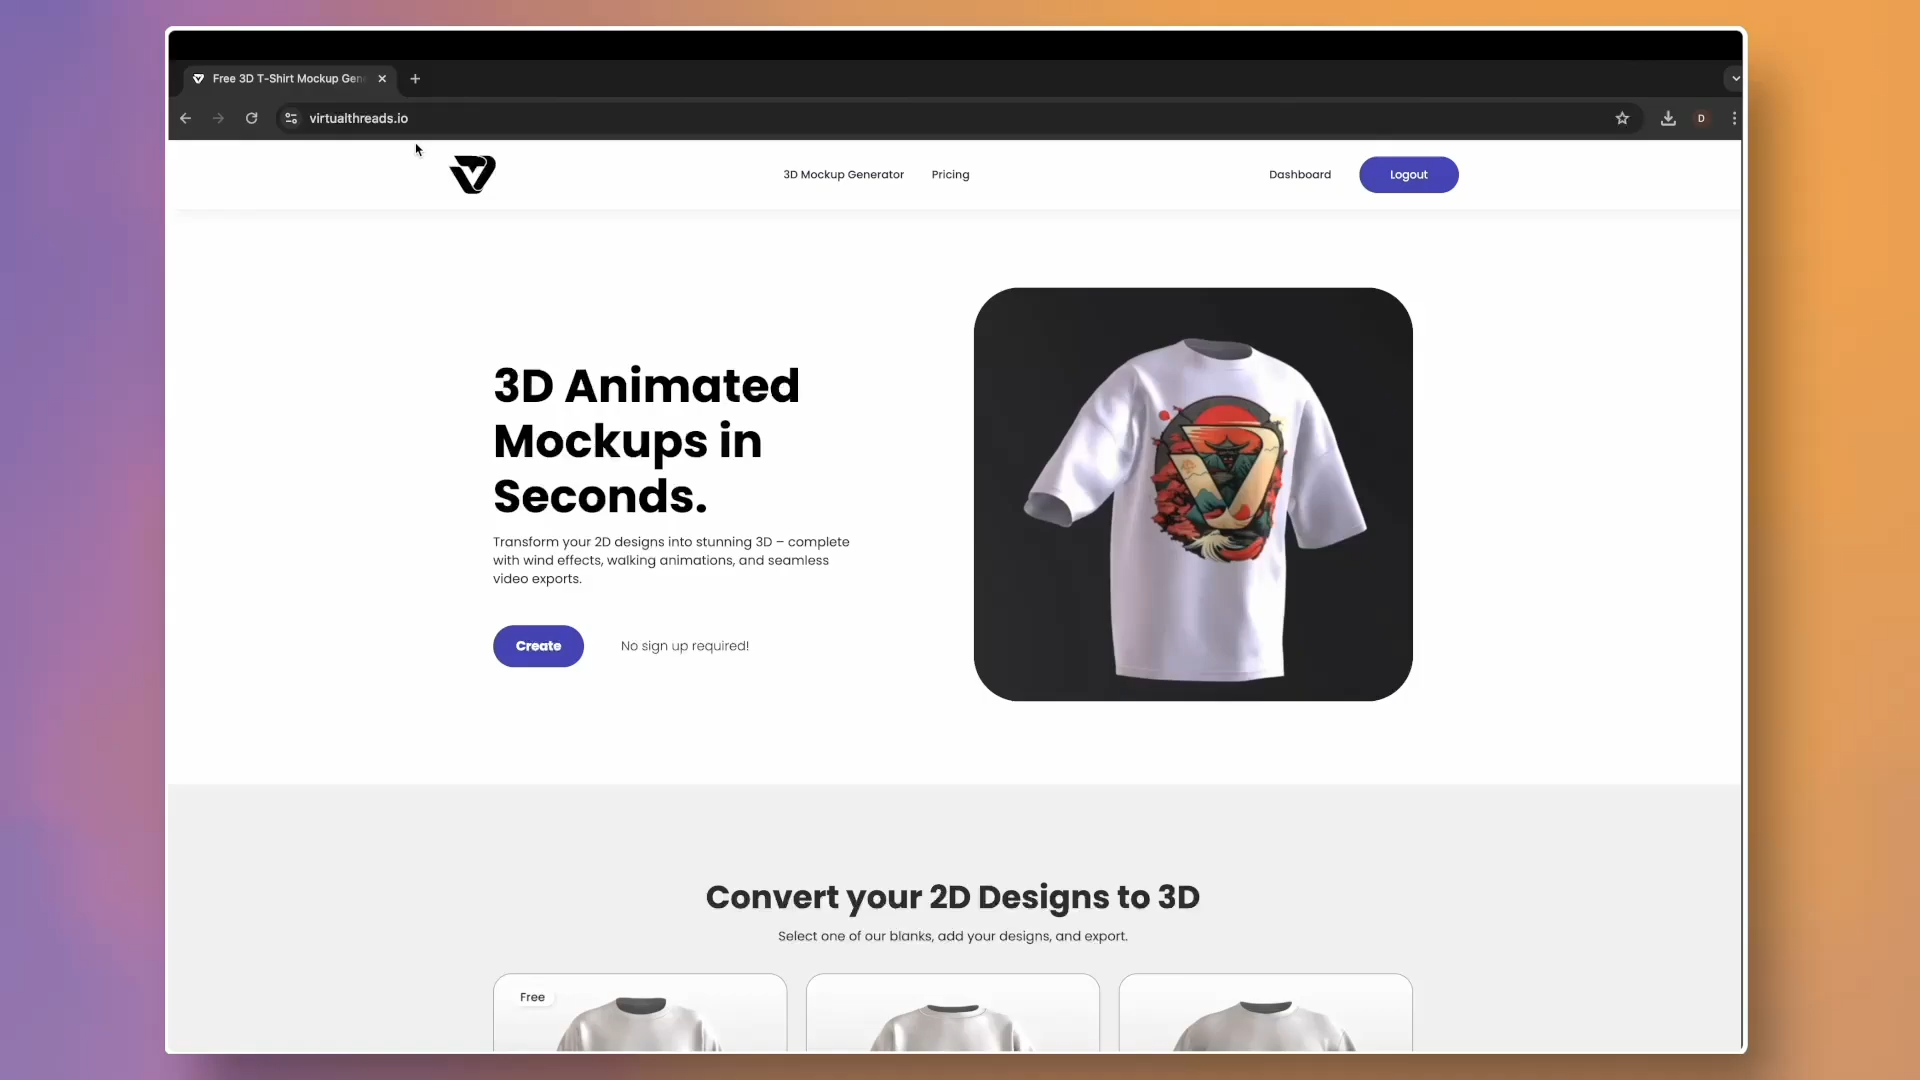 Free 3D T-Shirt Mockup Gen
virtualthreads.io
D
3D Mockup Generator
Pricing
Dashboard
Logout
3D Animated
Mockups in
Seconds.
Transform your 2D designs into stunning 3D – complete
with wind effects, walking animations, and seamless
video exports.
Create
No sign up required!
Convert your 2D Designs to 3D
Select one of our blanks, add your designs, and export.
Free